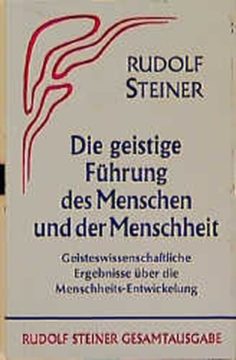 RUDOLF
STEINER
Die geistige
Führung
des Menschen
und der Menschheit
Geisteswissenschaftliche
Ergebnisse über die
Menschheits-Entwickelung
RUDOLF STEINER GESAMTAUSGABE